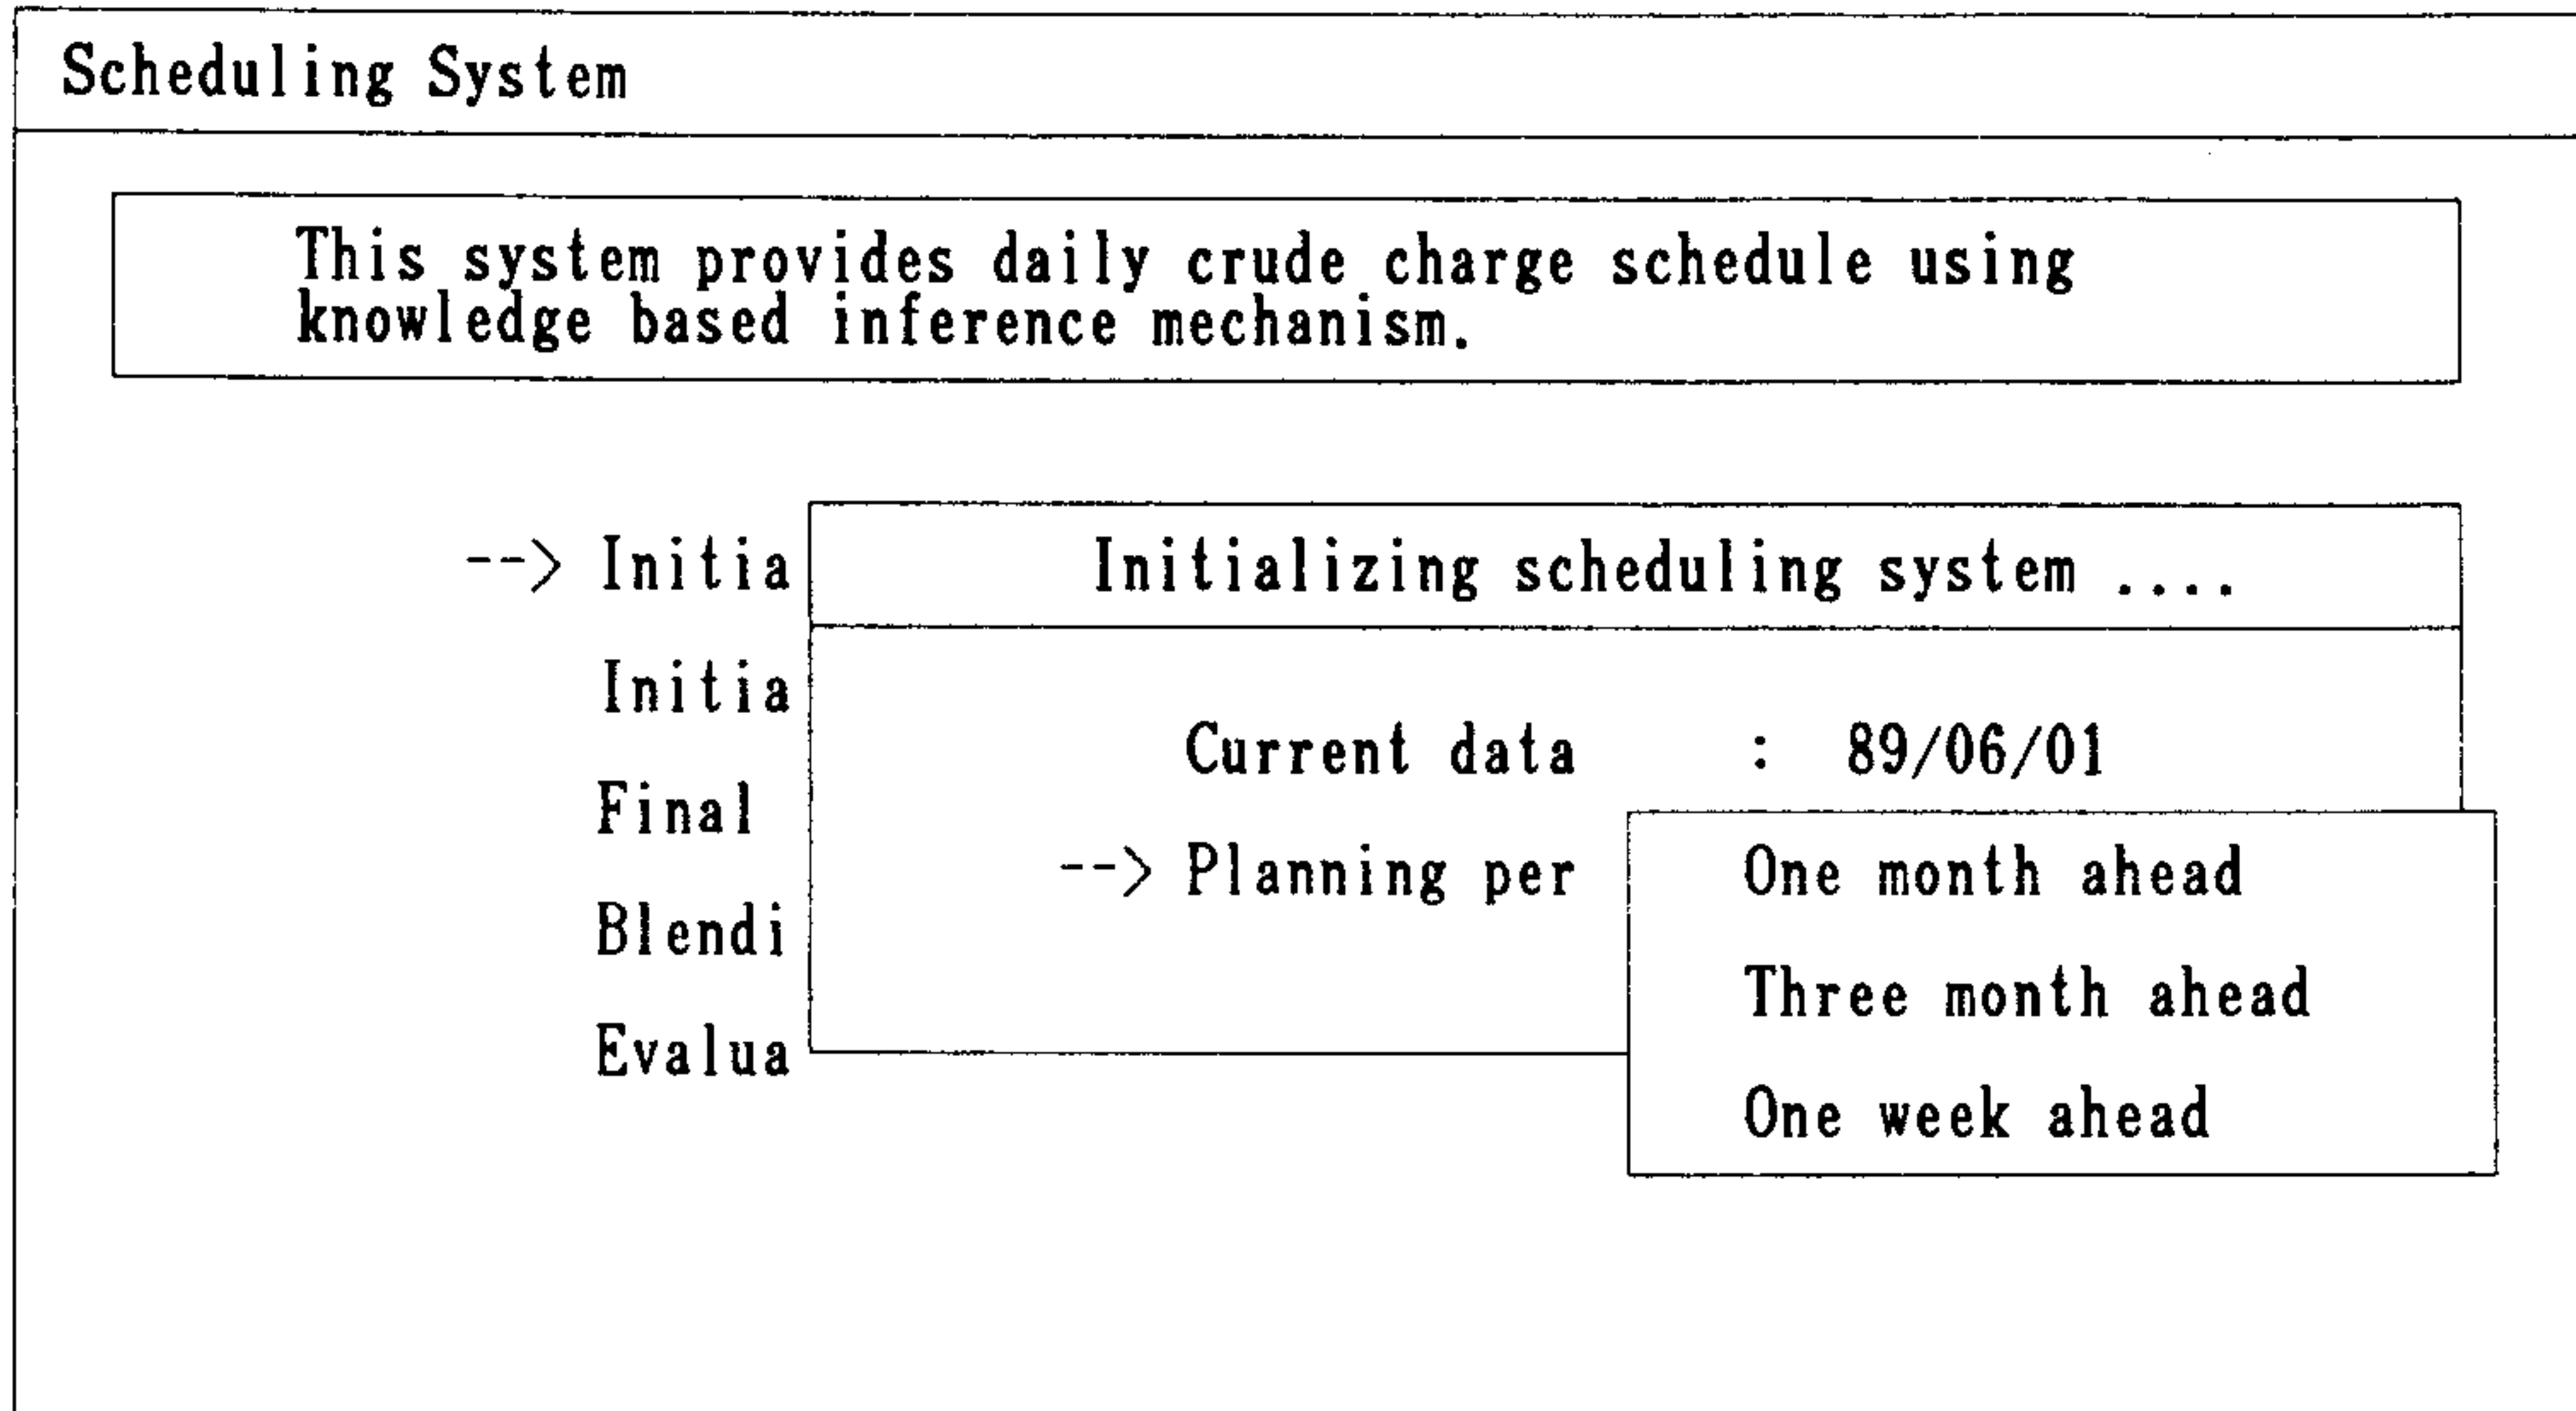 Scheduling System
This system provides daily crude charge schedule using
knowledge based inference mechanism.
--> Initia
Initializing scheduling system ....
Initia
Current data : 89/06/01
Final
--> Planning per
One month ahead
Blendi
Three month ahead
Evalua
One week ahead